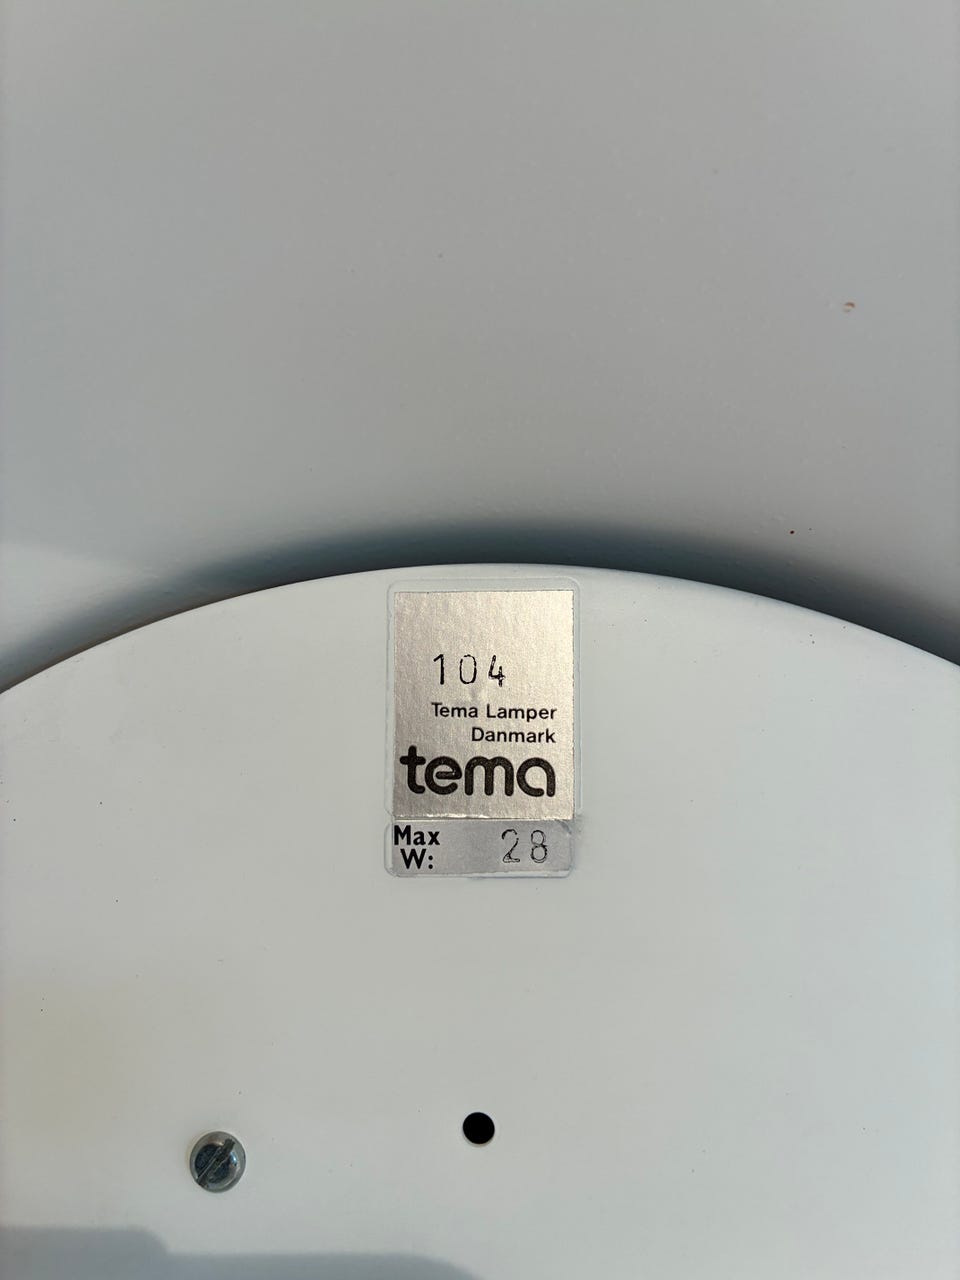 104
Tema Lamper
Danmark
tema
Max
W: 28